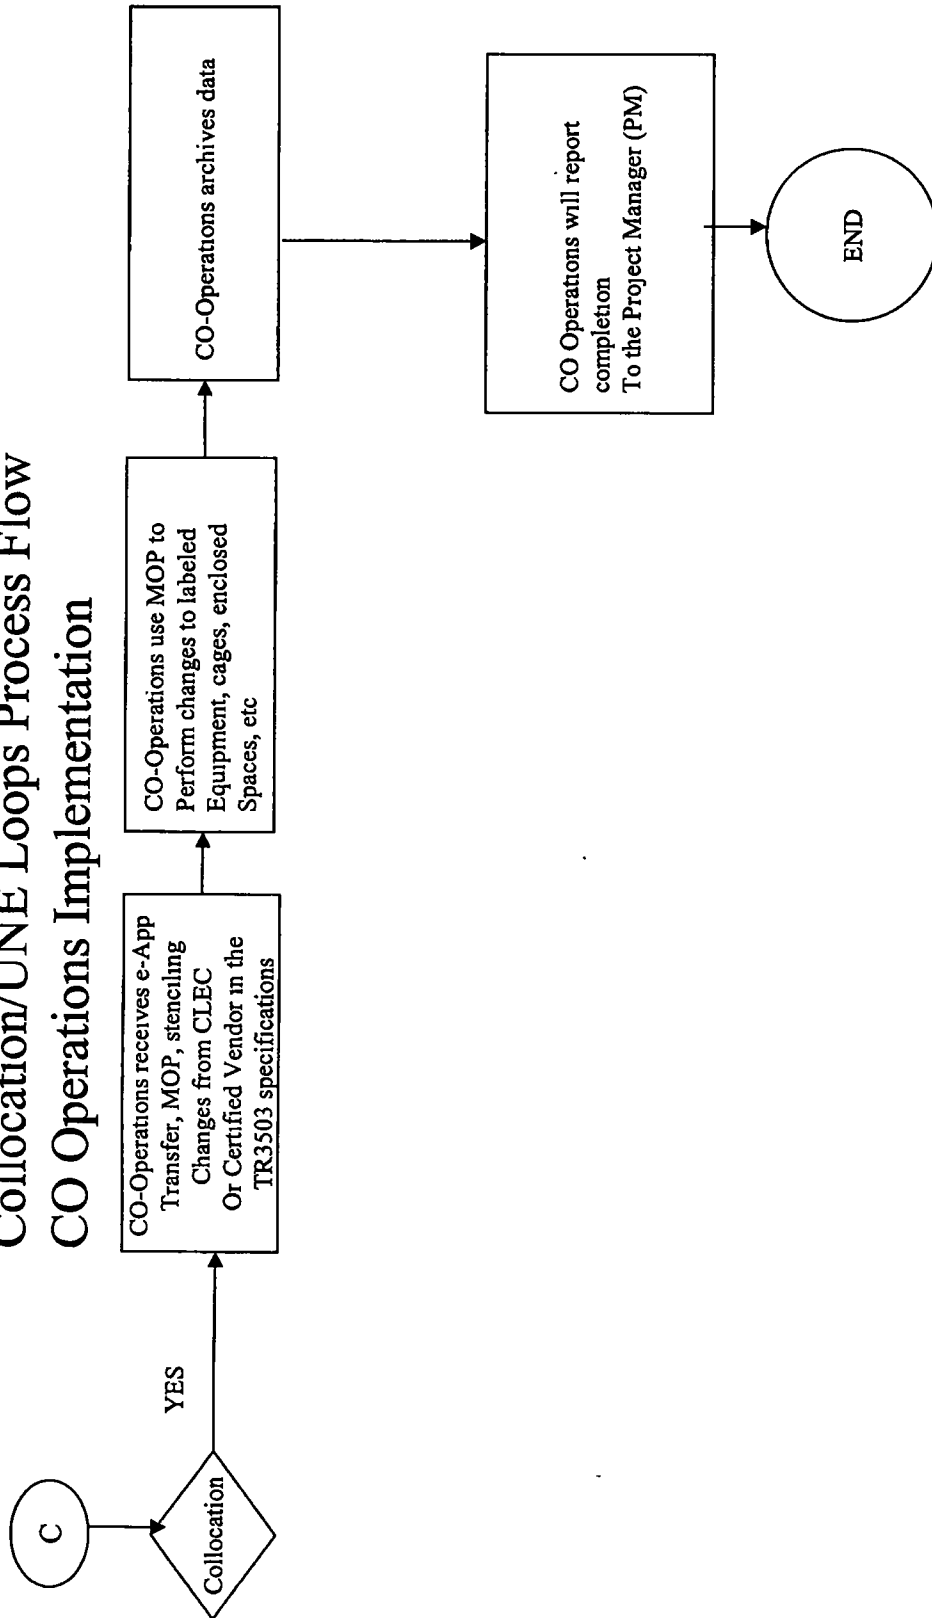 Collocation/UNE Loops Process Flow
CO Operations Implementation
C
Collocation
YES
CO-Operations receives e-App
Transfer, MOP, stenciling
Changes from CLEC
Or Certified Vendor in the
TR3503 specifications
CO-Operations use MOP to
Perform changes to labeled
Equipment, cages, enclosed
Spaces, etc
CO-Operations archives data
CO Operations will report
completion
To the Project Manager (PM)
END